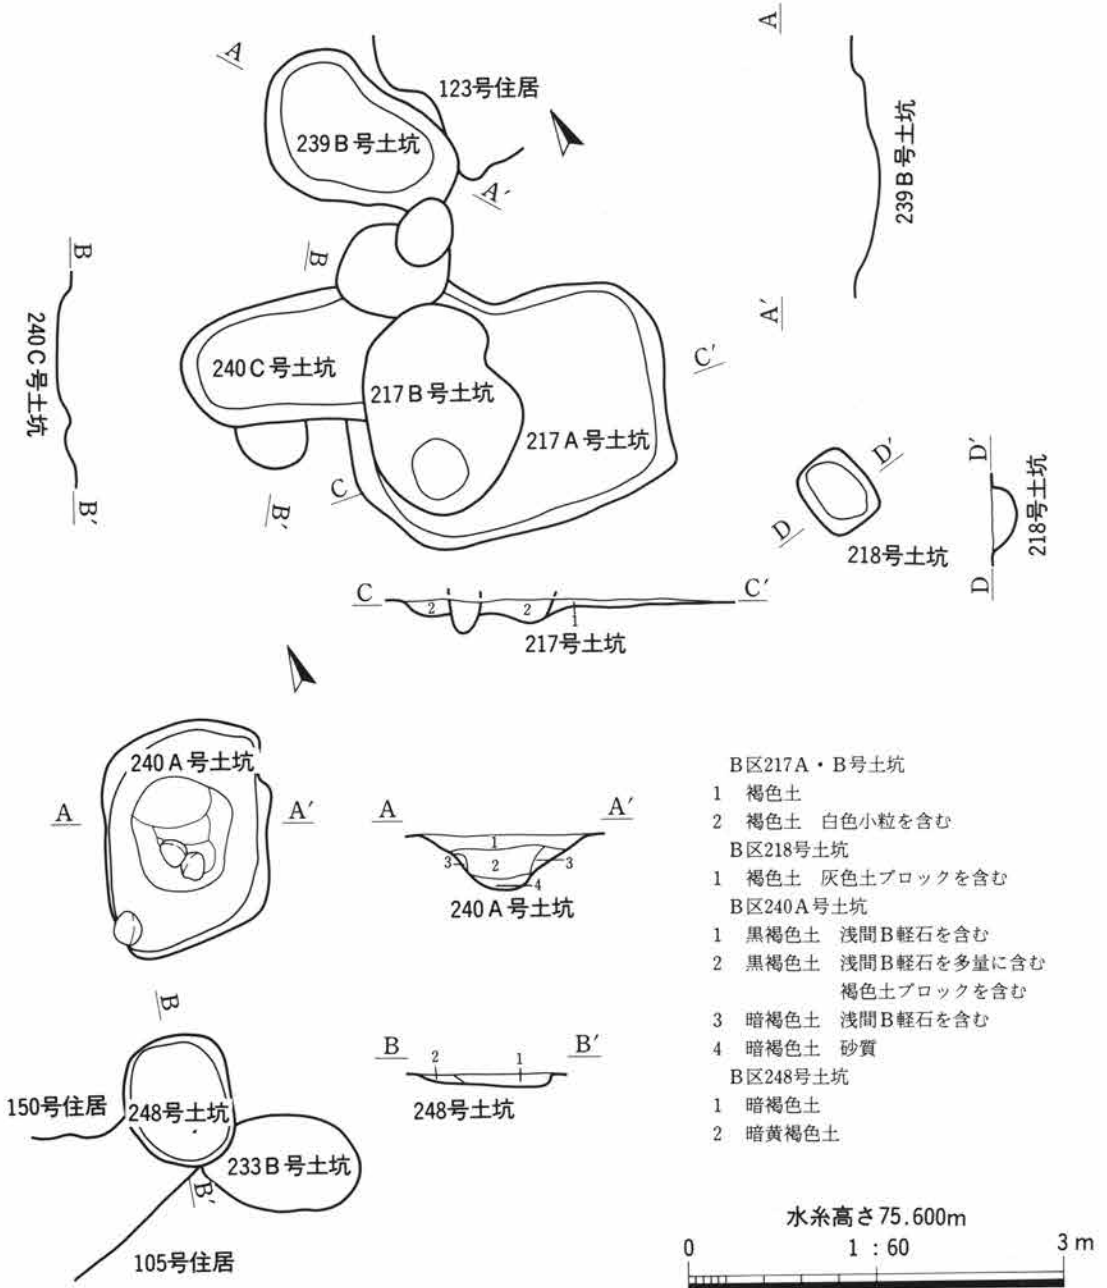 A
123号住居
239B号土坑
A′
A
239B号土坑
A′
B
240C号土坑
B′
B
240C号土坑
217B号土坑
217A号土坑
C′
C
B′
D′
D
218号土坑
D′
218号土坑
D
C
2
2
1
C′
217号土坑
240A号土坑
A
A′
A
A′
1
2
3
3
4
240A号土坑
B区217A・B号土坑
1 褐色土
2 褐色土 白色小粒を含む
B区218号土坑
1 褐色土 灰色土ブロックを含む
B区240A号土坑
1 黒褐色土 浅間B軽石を含む
2 黒褐色土 浅間B軽石を多量に含む
褐色土ブロックを含む
3 暗褐色土 浅間B軽石を含む
4 暗褐色土 砂質
B区248号土坑
1 暗褐色土
2 暗黄褐色土
B
150号住居
248号土坑
233B号土坑
B′
105号住居
B
2
1
B′
248号土坑
水糸高さ75.600m
0 1:60 3m